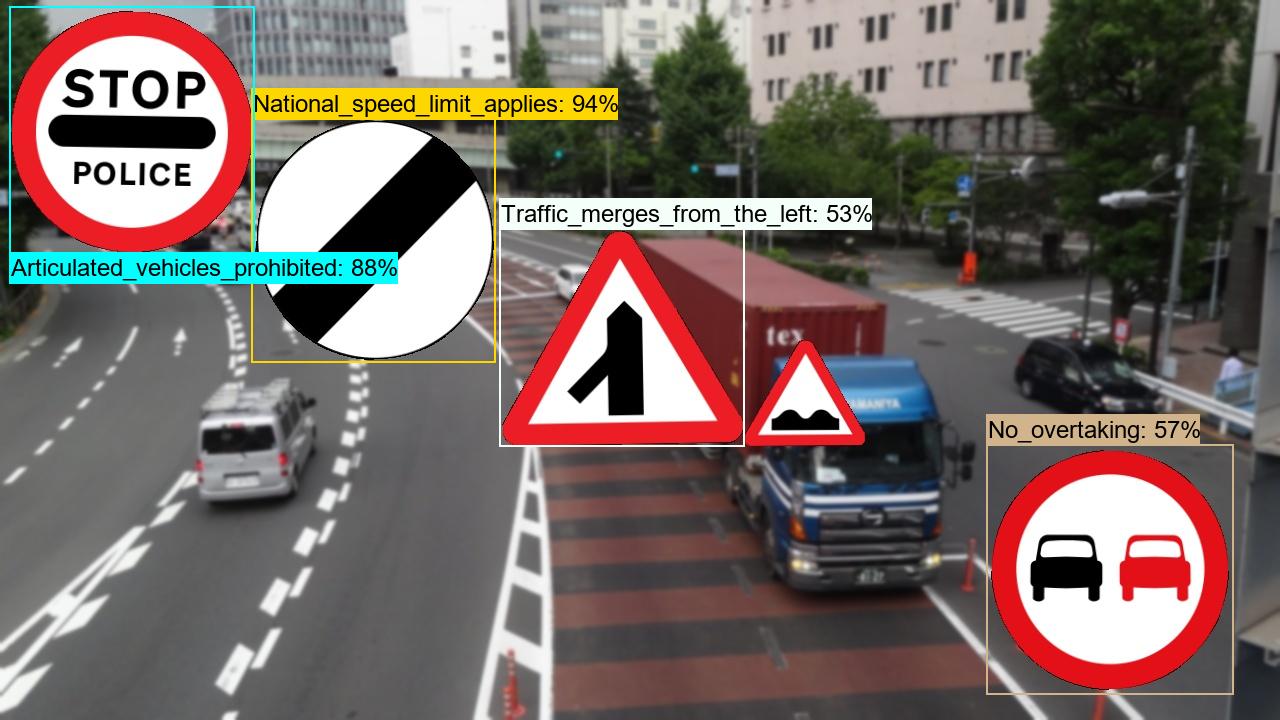 STOP
POLICE
National_speed_limit_applies: 94%
Articulated_vehicles_prohibited: 88%
Traffic_merges_from_the_left: 53%
tex
No_overtaking: 57%